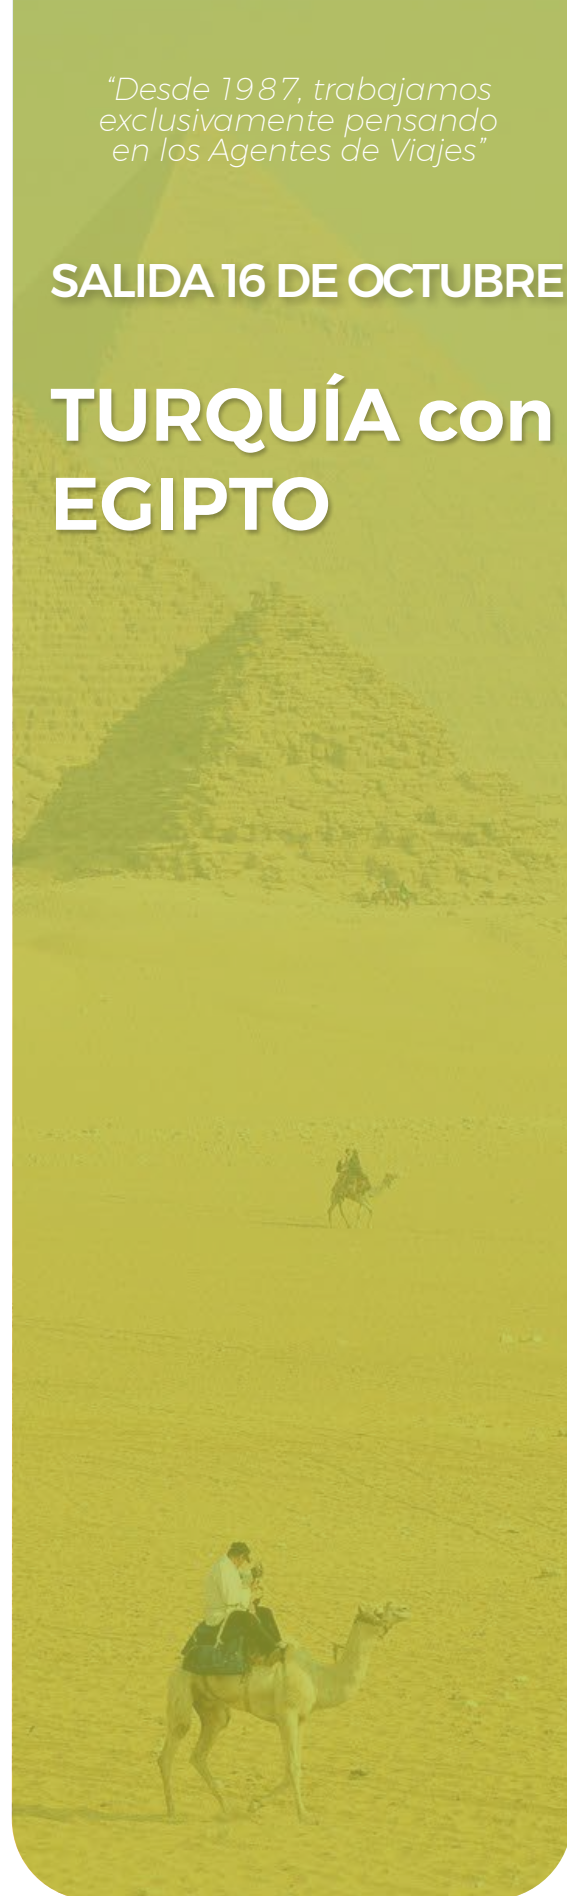 “Desde 1987, trabajamos
exclusivamente pensando
en los Agentes de Viajes”
SALIDA 16 DE OCTUBRE
TURQUÍA con
EGIPTO